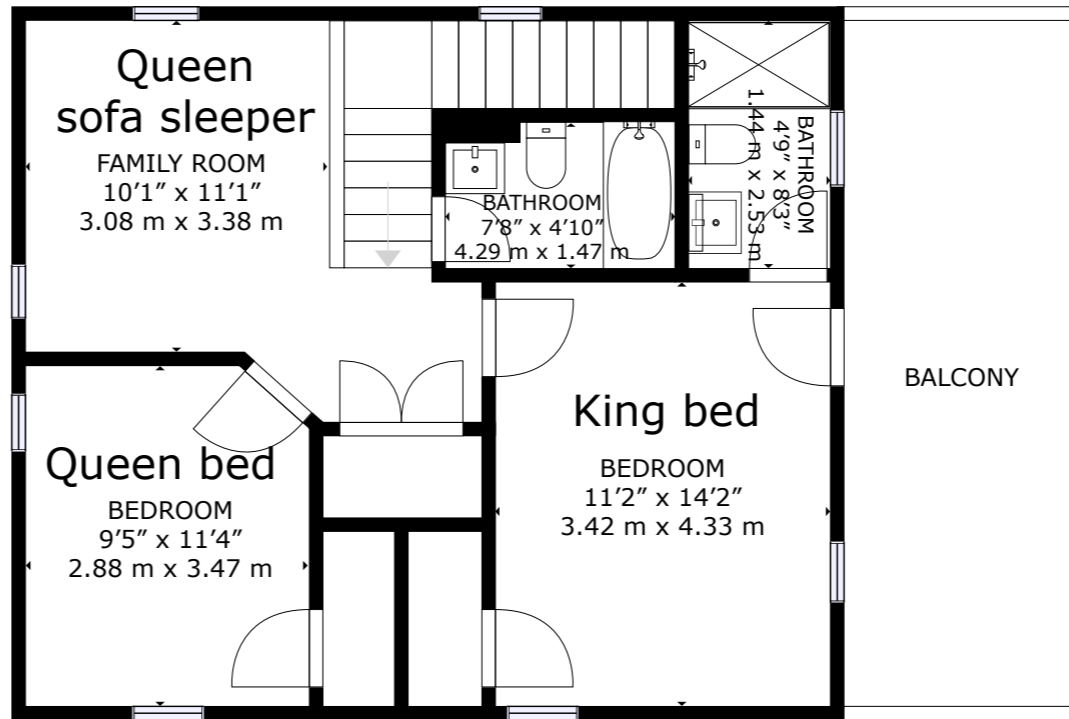 Queen
sofa sleeper
FAMILY ROOM
10’1” x 11’1”
3.08 m x 3.38 m
BATHROOM
7’8” x 4’10”
4.29 m x 1.47 m
BATHROOM
4’9” x 8’3”
1.44 m x 2.53 m
BALCONY
King bed
BEDROOM
11’2” x 14’2”
3.42 m x 4.33 m
Queen bed
BEDROOM
9’5” x 11’4”
2.88 m x 3.47 m